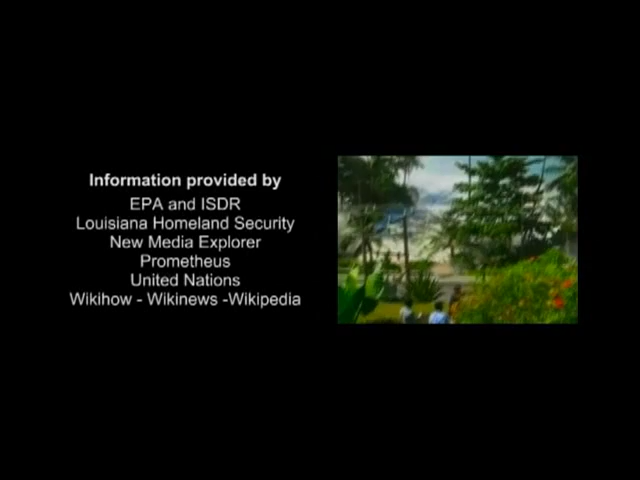 Information provided by
EPA and ISDR
Louisiana Homeland Security
New Media Explorer
Prometheus
United Nations
Wikihow - Wikinews -Wikipedia